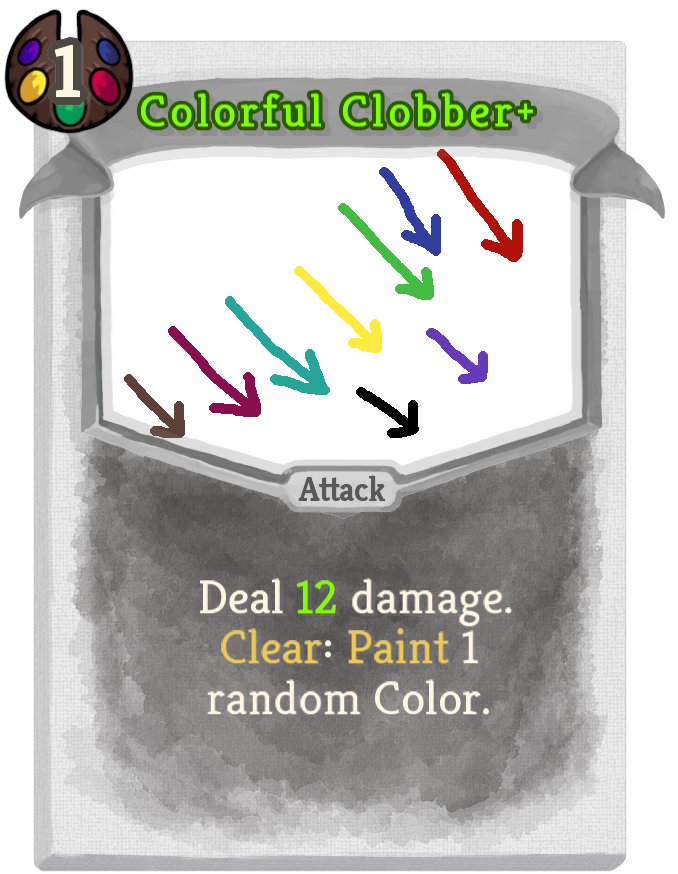 1
Colorful Clobber+
Attack
Deal 12 damage.
Clear: Paint 1
random Color.